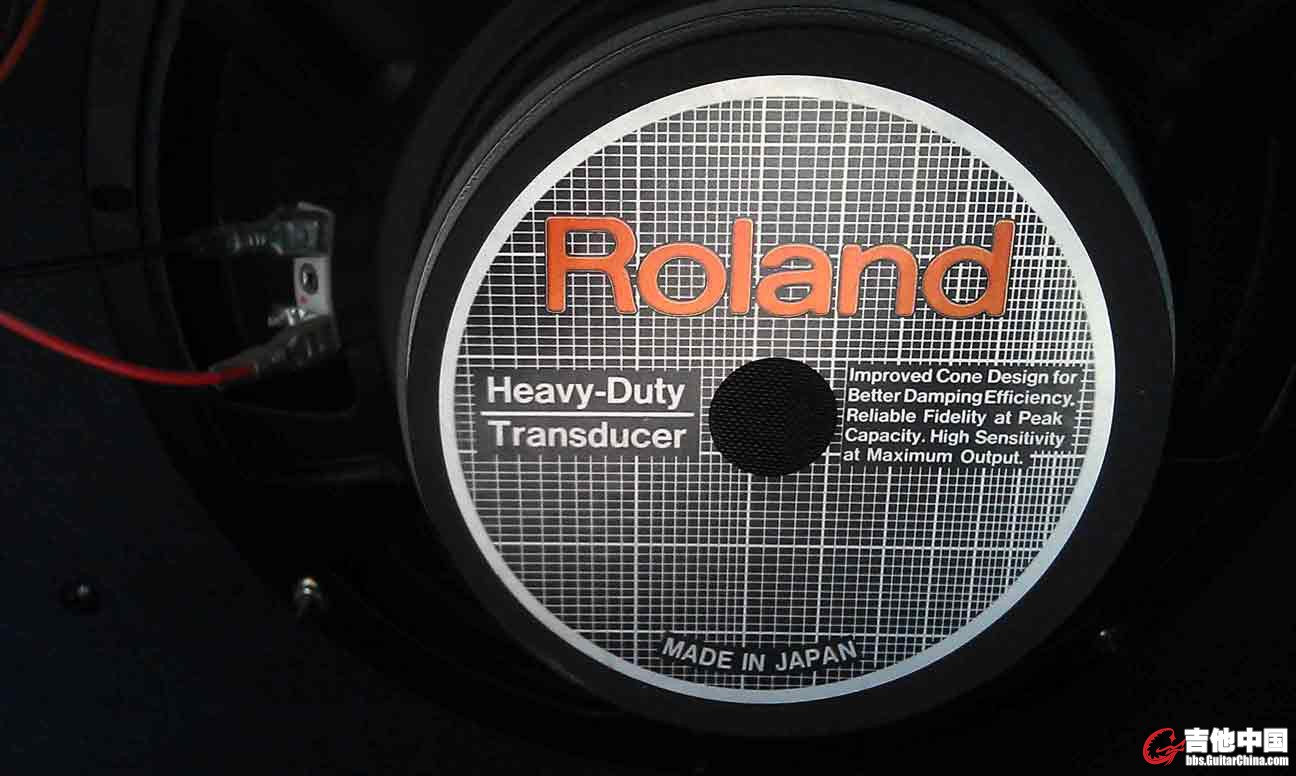 Roland
Heavy-Duty
Transducer
Improved Cone Design for
Better Damping Efficiency.
Reliable Fidelity at Peak
Capacity. High Sensitivity
at Maximum Output.
MADE IN JAPAN
吉他中国
bbs.GuitarChina.com